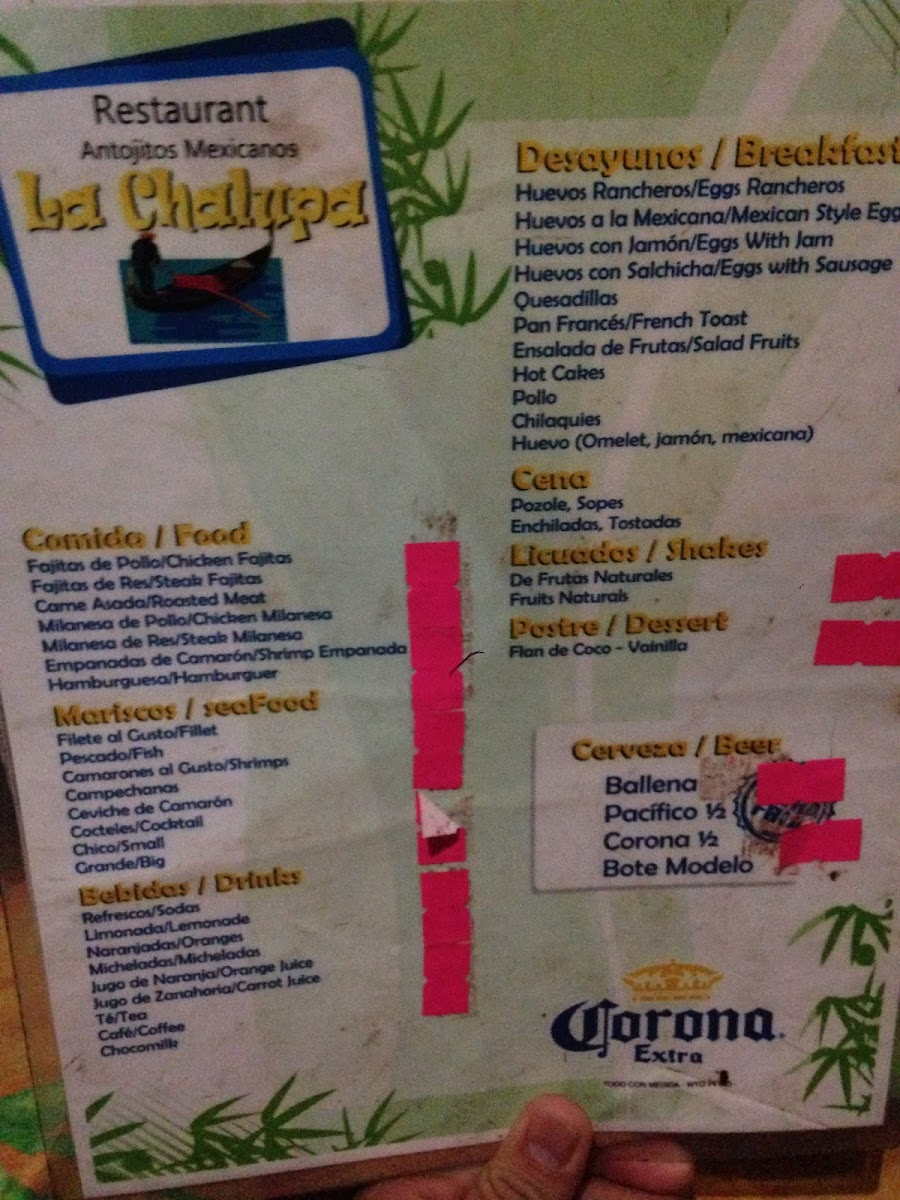 Restaurant
Antojitos Mexicanos
La Chalupa
Comida / Food
Fajitas de Pollo/Chicken Fajitas
Fajitas de Res/Steak Fajitas
Carne Asada/Roasted Meat
Milanesa de Pollo/Chicken Milanesa
Milanesa de Res/Steak Milanesa
Empanadas de Camarón/Shrimp Empanada
Hamburguesa/Hamburguer
Mariscos / seaFood
Filete al Gusto/Fillet
Pescado/Fish
Camarones al Gusto/Shrimps
Campechanas
Ceviche de Camarón
Cocteles/Cocktail
Chico/Small
Grande/Big
Bebidas / Drinks
Refrescos/Sodas
Limonada/Lemonade
Naranjadas/Oranges
Micheladas/Micheladas
Jugo de Naranja/Orange Juice
Jugo de Zanahoria/Carrot Juice
Té/Tea
Café/Coffee
Chocomilk
Desayunos / Breakfast
Huevos Rancheros/Eggs Rancheros
Huevos a la Mexicana/Mexican Style Egg
Huevos con Jamón/Eggs With Jam
Huevos con Salchicha/Eggs with Sausage
Quesadillas
Pan Francés/French Toast
Ensalada de Frutas/Salad Fruits
Hot Cakes
Pollo
Chilaquies
Huevo (Omelet, jamón, mexicana)
Cena
Pozole, Sopes
Enchiladas, Tostadas
Licuados / Shakes
De Frutas Naturales
Fruits Naturals
Postre / Dessert
Flan de Coco - Vainilla
Cerveza / Beer
Ballena
Pacífico ½
Corona ½
Bote Modelo
Corona
Extra
TODO CON MEDIDA